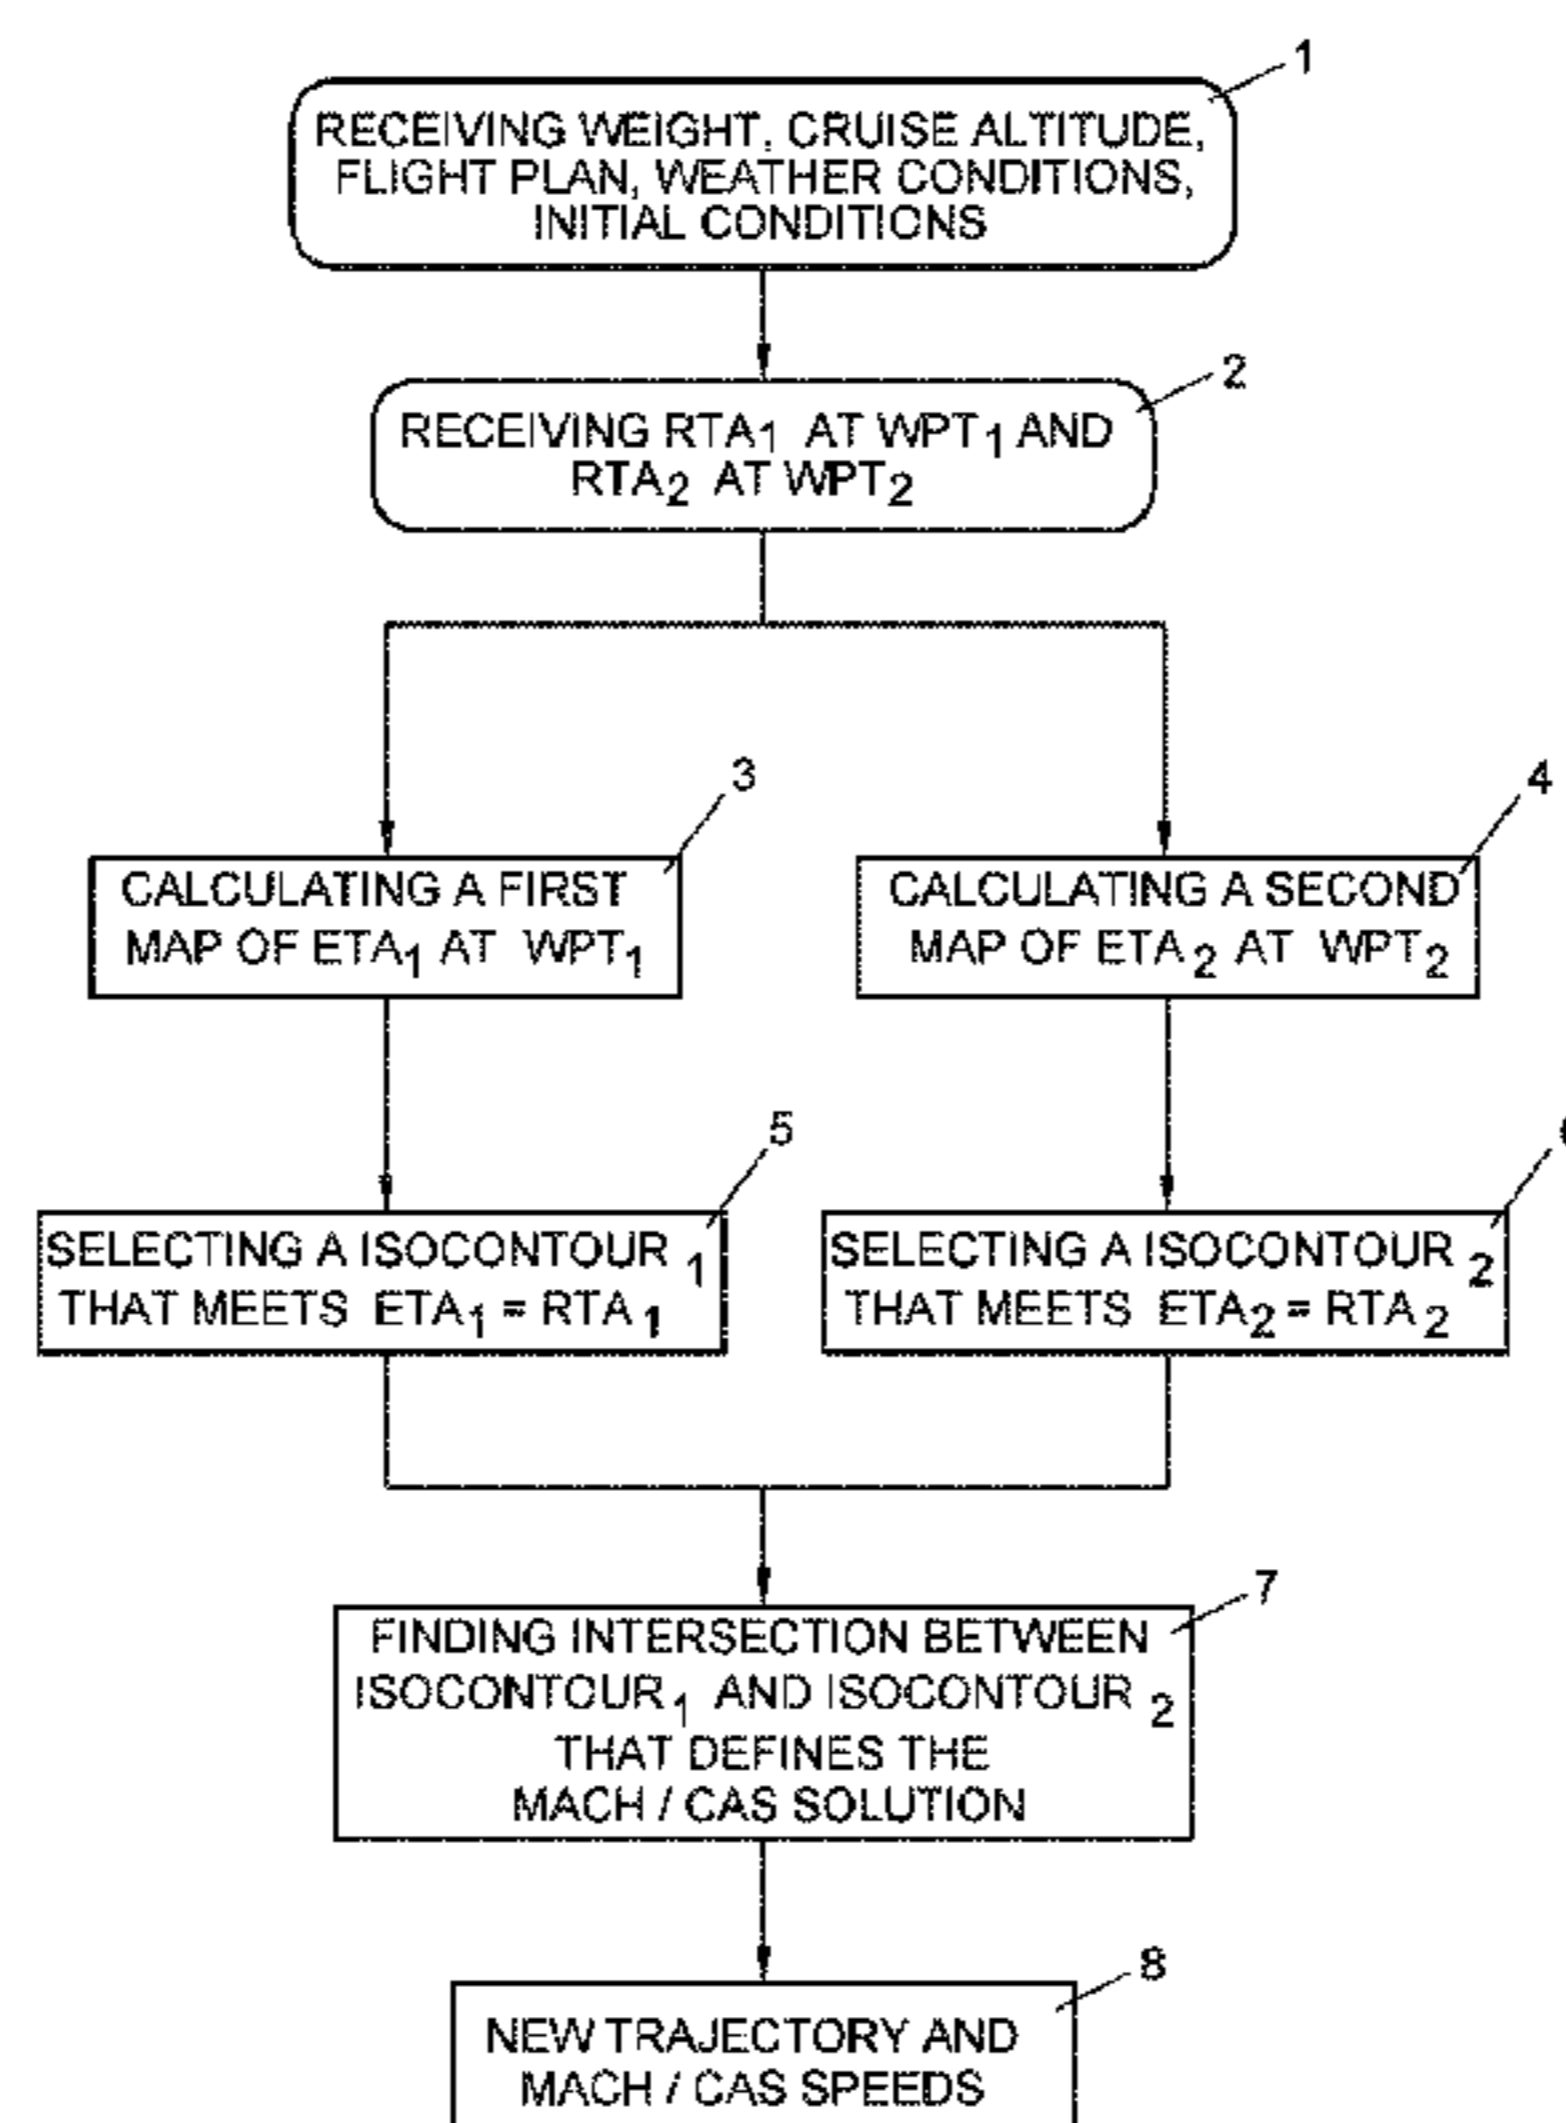 1
RECEIVING WEIGHT, CRUISE ALTITUDE,
FLIGHT PLAN, WEATHER CONDITIONS,
INITIAL CONDITIONS
2
RECEIVING RTA1 AT WPT1 AND
RTA2 AT WPT2
3
CALCULATING A FIRST
MAP OF ETA1 AT WPT1
4
CALCULATING A SECOND
MAP OF ETA2 AT WPT2
5
SELECTING A ISOCONTOUR 1
THAT MEETS ETA1 = RTA1
SELECTING A ISOCONTOUR 2
THAT MEETS ETA2 = RTA2
7
FINDING INTERSECTION BETWEEN
ISOCONTOUR1 AND ISOCONTOUR 2
THAT DEFINES THE
MACH / CAS SOLUTION
8
NEW TRAJECTORY AND
MACH / CAS SPEEDS